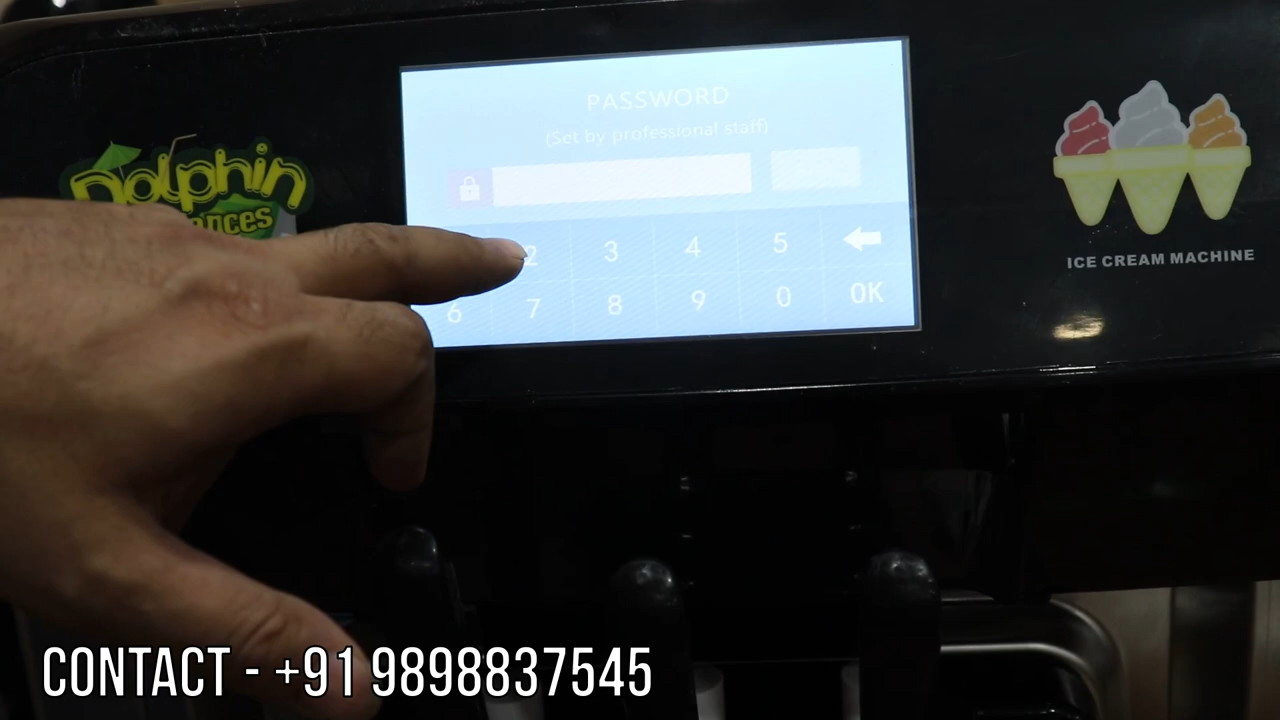 PASSWORD
(Set by professional staff)
Dolphin
2 3 4 5
6 7 8 9 0 OK
ICE CREAM MACHINE
CONTACT - +91 9898837545